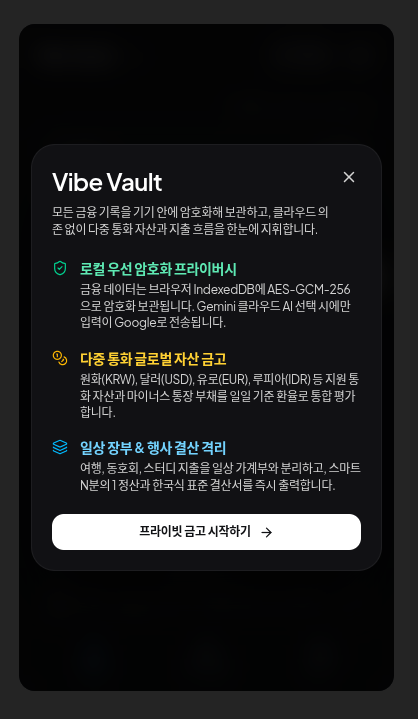 Vibe Vault
모든 금융 기록을 기기 안에 암호화해 보관하고, 클라우드 의
존 없이 다중 통화 자산과 지출 흐름을 한눈에 지휘합니다.
로컬 우선 암호화 프라이버시
금융 데이터는 브라우저 IndexedDB에 AES-GCM-256
으로 암호화 보관됩니다. Gemini 클라우드 AI 선택 시에만
입력이 Google로 전송됩니다.
다중 통화 글로벌 자산 금고
원화(KRW), 달러(USD), 유로(EUR), 루피아(IDR) 등 지원 통
화 자산과 마이너스 통장 부채를 일일 기준 환율로 통합 평가
합니다.
일상 장부 & 행사 결산 격리
여행, 동호회, 스터디 지출을 일상 가계부와 분리하고, 스마트
N분의 1 정산과 한국식 표준 결산서를 즉시 출력합니다.
프라이빗 금고 시작하기 →